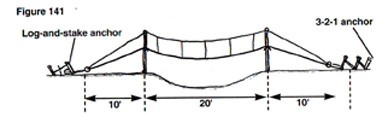 Figure 141
Log-and-stake anchor
3-2-1 anchor
10' 20' 10'